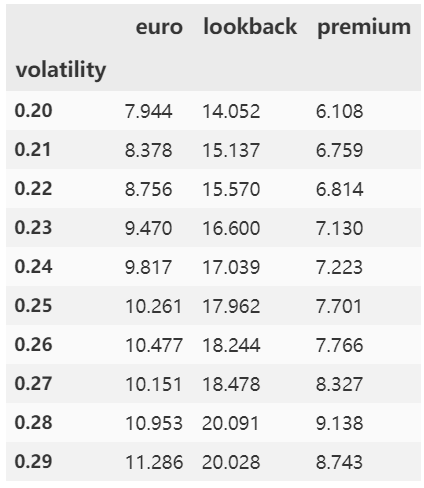 euro lookback premium
volatility
0.20 7.944 14.052 6.108
0.21 8.378 15.137 6.759
0.22 8.756 15.570 6.814
0.23 9.470 16.600 7.130
0.24 9.817 17.039 7.223
0.25 10.261 17.962 7.701
0.26 10.477 18.244 7.766
0.27 10.151 18.478 8.327
0.28 10.953 20.091 9.138
0.29 11.286 20.028 8.743